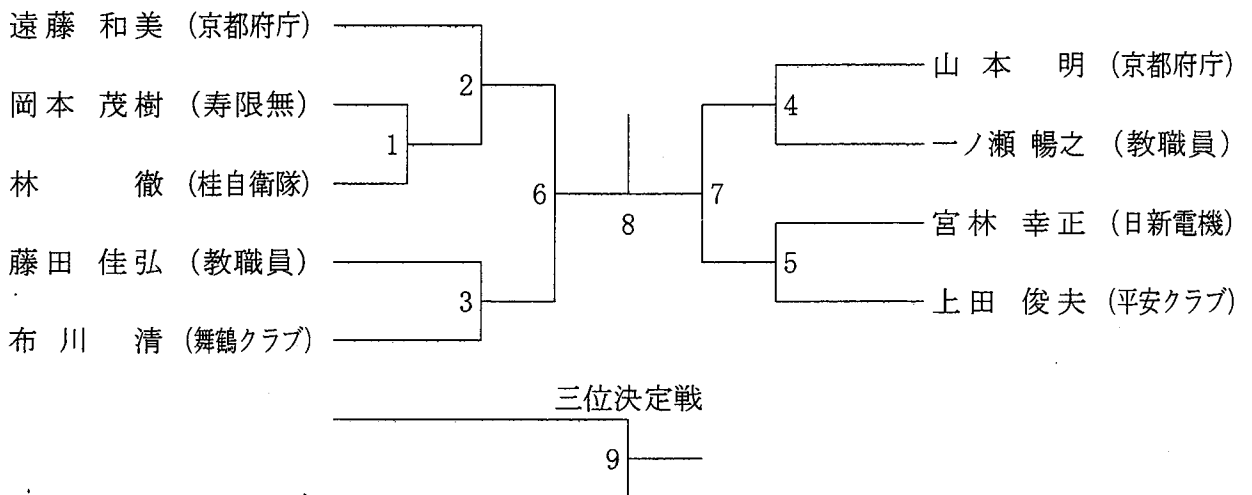 遠藤 和美 (京都府庁)
岡本 茂樹 (寿限無)
林 徹 (桂自衛隊)
藤田 佳弘 (教職員)
布川 清 (舞鶴クラブ)
1
2
3
6
8
7
4
5
山本 明 (京都府庁)
一ノ瀬 暢之 (教職員)
宮林 幸正 (日新電機)
上田 俊夫 (平安クラブ)
三位決定戦
9